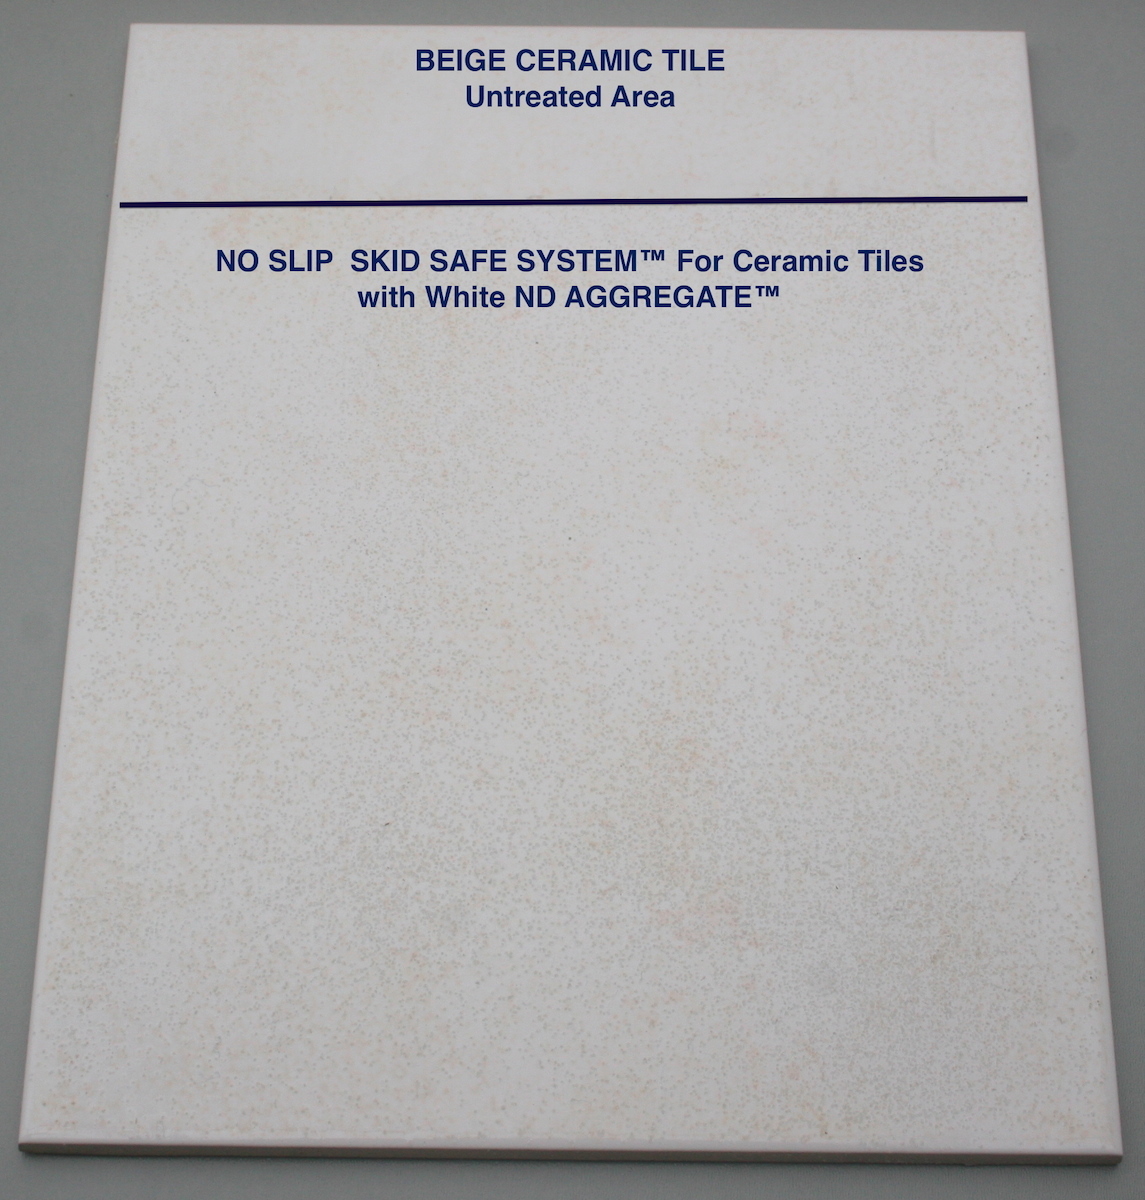 BEIGE CERAMIC TILE
Untreated Area
NO SLIP  SKID SAFE SYSTEM™ For Ceramic Tiles
with White ND AGGREGATE™